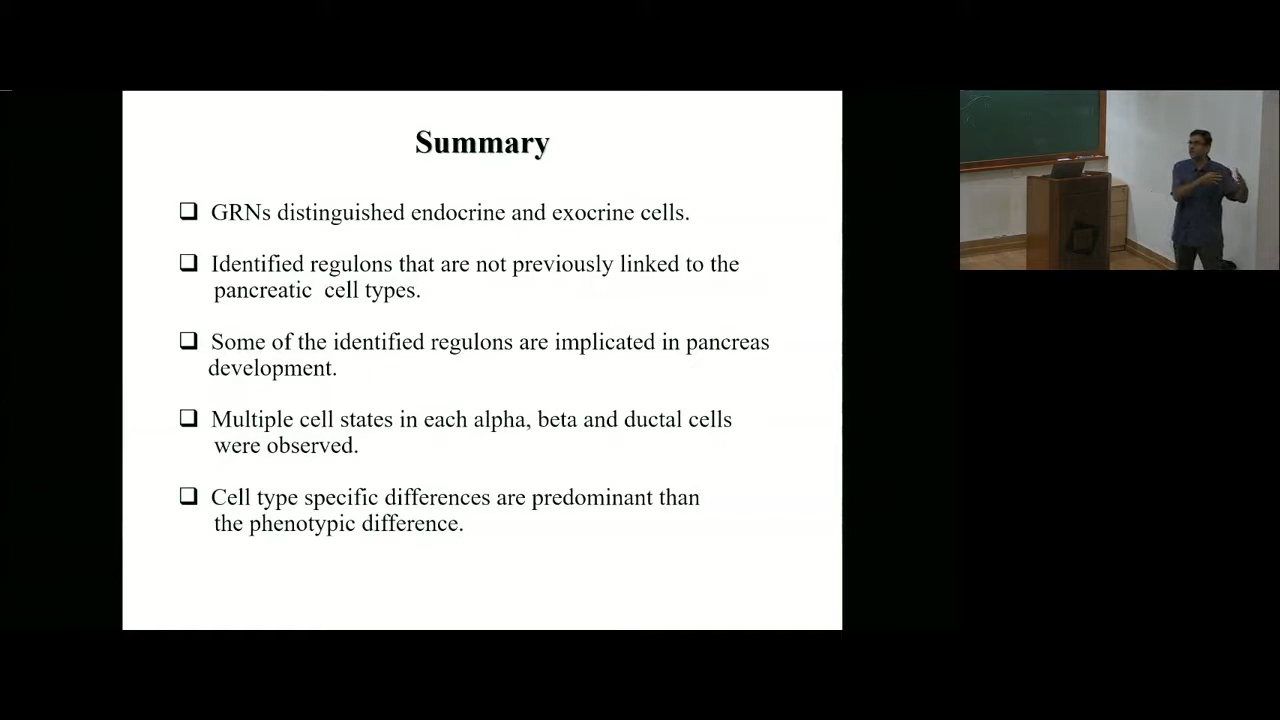 Summary
❑ GRNs distinguished endocrine and exocrine cells.
❑ Identified regulons that are not previously linked to the
pancreatic cell types.
❑ Some of the identified regulons are implicated in pancreas
development.
❑ Multiple cell states in each alpha, beta and ductal cells
were observed.
❑ Cell type specific differences are predominant than
the phenotypic difference.